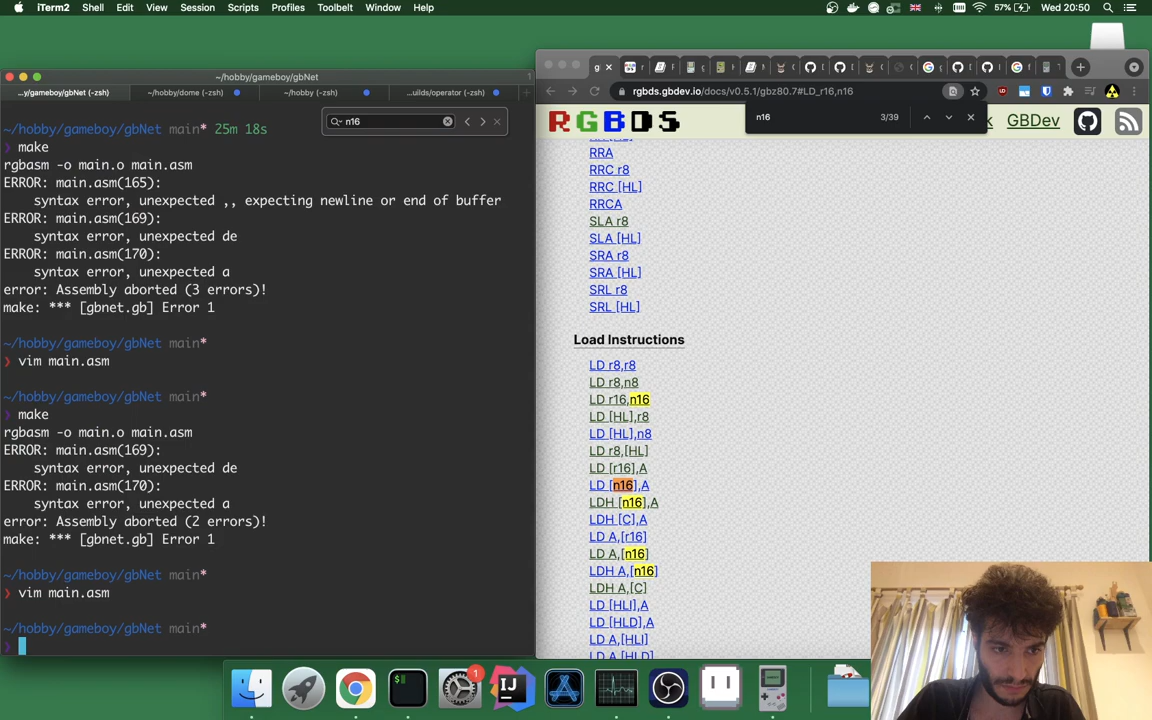 iTerm2 Shell Edit View Session Scripts Profiles Toolbelt Window Help
57% Wed 20:50
~/hobby/gameboy/gbNet
1
...y/gameboy/gbNet (-zsh)
~/hobby/dome (-zsh)
~/hobby (-zsh)
...uilds/operator (-zsh)
~/hobby/gameboy/gbNet main* 25m 18s
❯ make
rgbasm -o main.o main.asm
ERROR: main.asm(165):
syntax error, unexpected ,, expecting newline or end of buffer
ERROR: main.asm(169):
syntax error, unexpected de
ERROR: main.asm(170):
syntax error, unexpected a
error: Assembly aborted (3 errors)!
make: *** [gbnet.gb] Error 1
~/hobby/gameboy/gbNet main*
❯ vim main.asm
~/hobby/gameboy/gbNet main*
❯ make
rgbasm -o main.o main.asm
ERROR: main.asm(169):
syntax error, unexpected de
ERROR: main.asm(170):
syntax error, unexpected a
error: Assembly aborted (2 errors)!
make: *** [gbnet.gb] Error 1
~/hobby/gameboy/gbNet main*
❯ vim main.asm
~/hobby/gameboy/gbNet main*
❯
n16
rgbds.gbdev.io/docs/v0.5.1/gbz80.7#LD_r16,n16
n16 3/39
RGBDS
GBDev
RRA
RRC r8
RRC [HL]
RRCA
SLA r8
SLA [HL]
SRA r8
SRA [HL]
SRL r8
SRL [HL]
Load Instructions
LD r8,r8
LD r8,n8
LD r16,n16
LD [HL],r8
LD [HL],n8
LD r8,[HL]
LD [r16],A
LD [n16],A
LDH [n16],A
LDH [C],A
LD A,[r16]
LD A,[n16]
LDH A,[n16]
LDH A,[C]
LD [HLI],A
LD [HLD],A
LD A,[HLI]
LD A,[HLD]
1